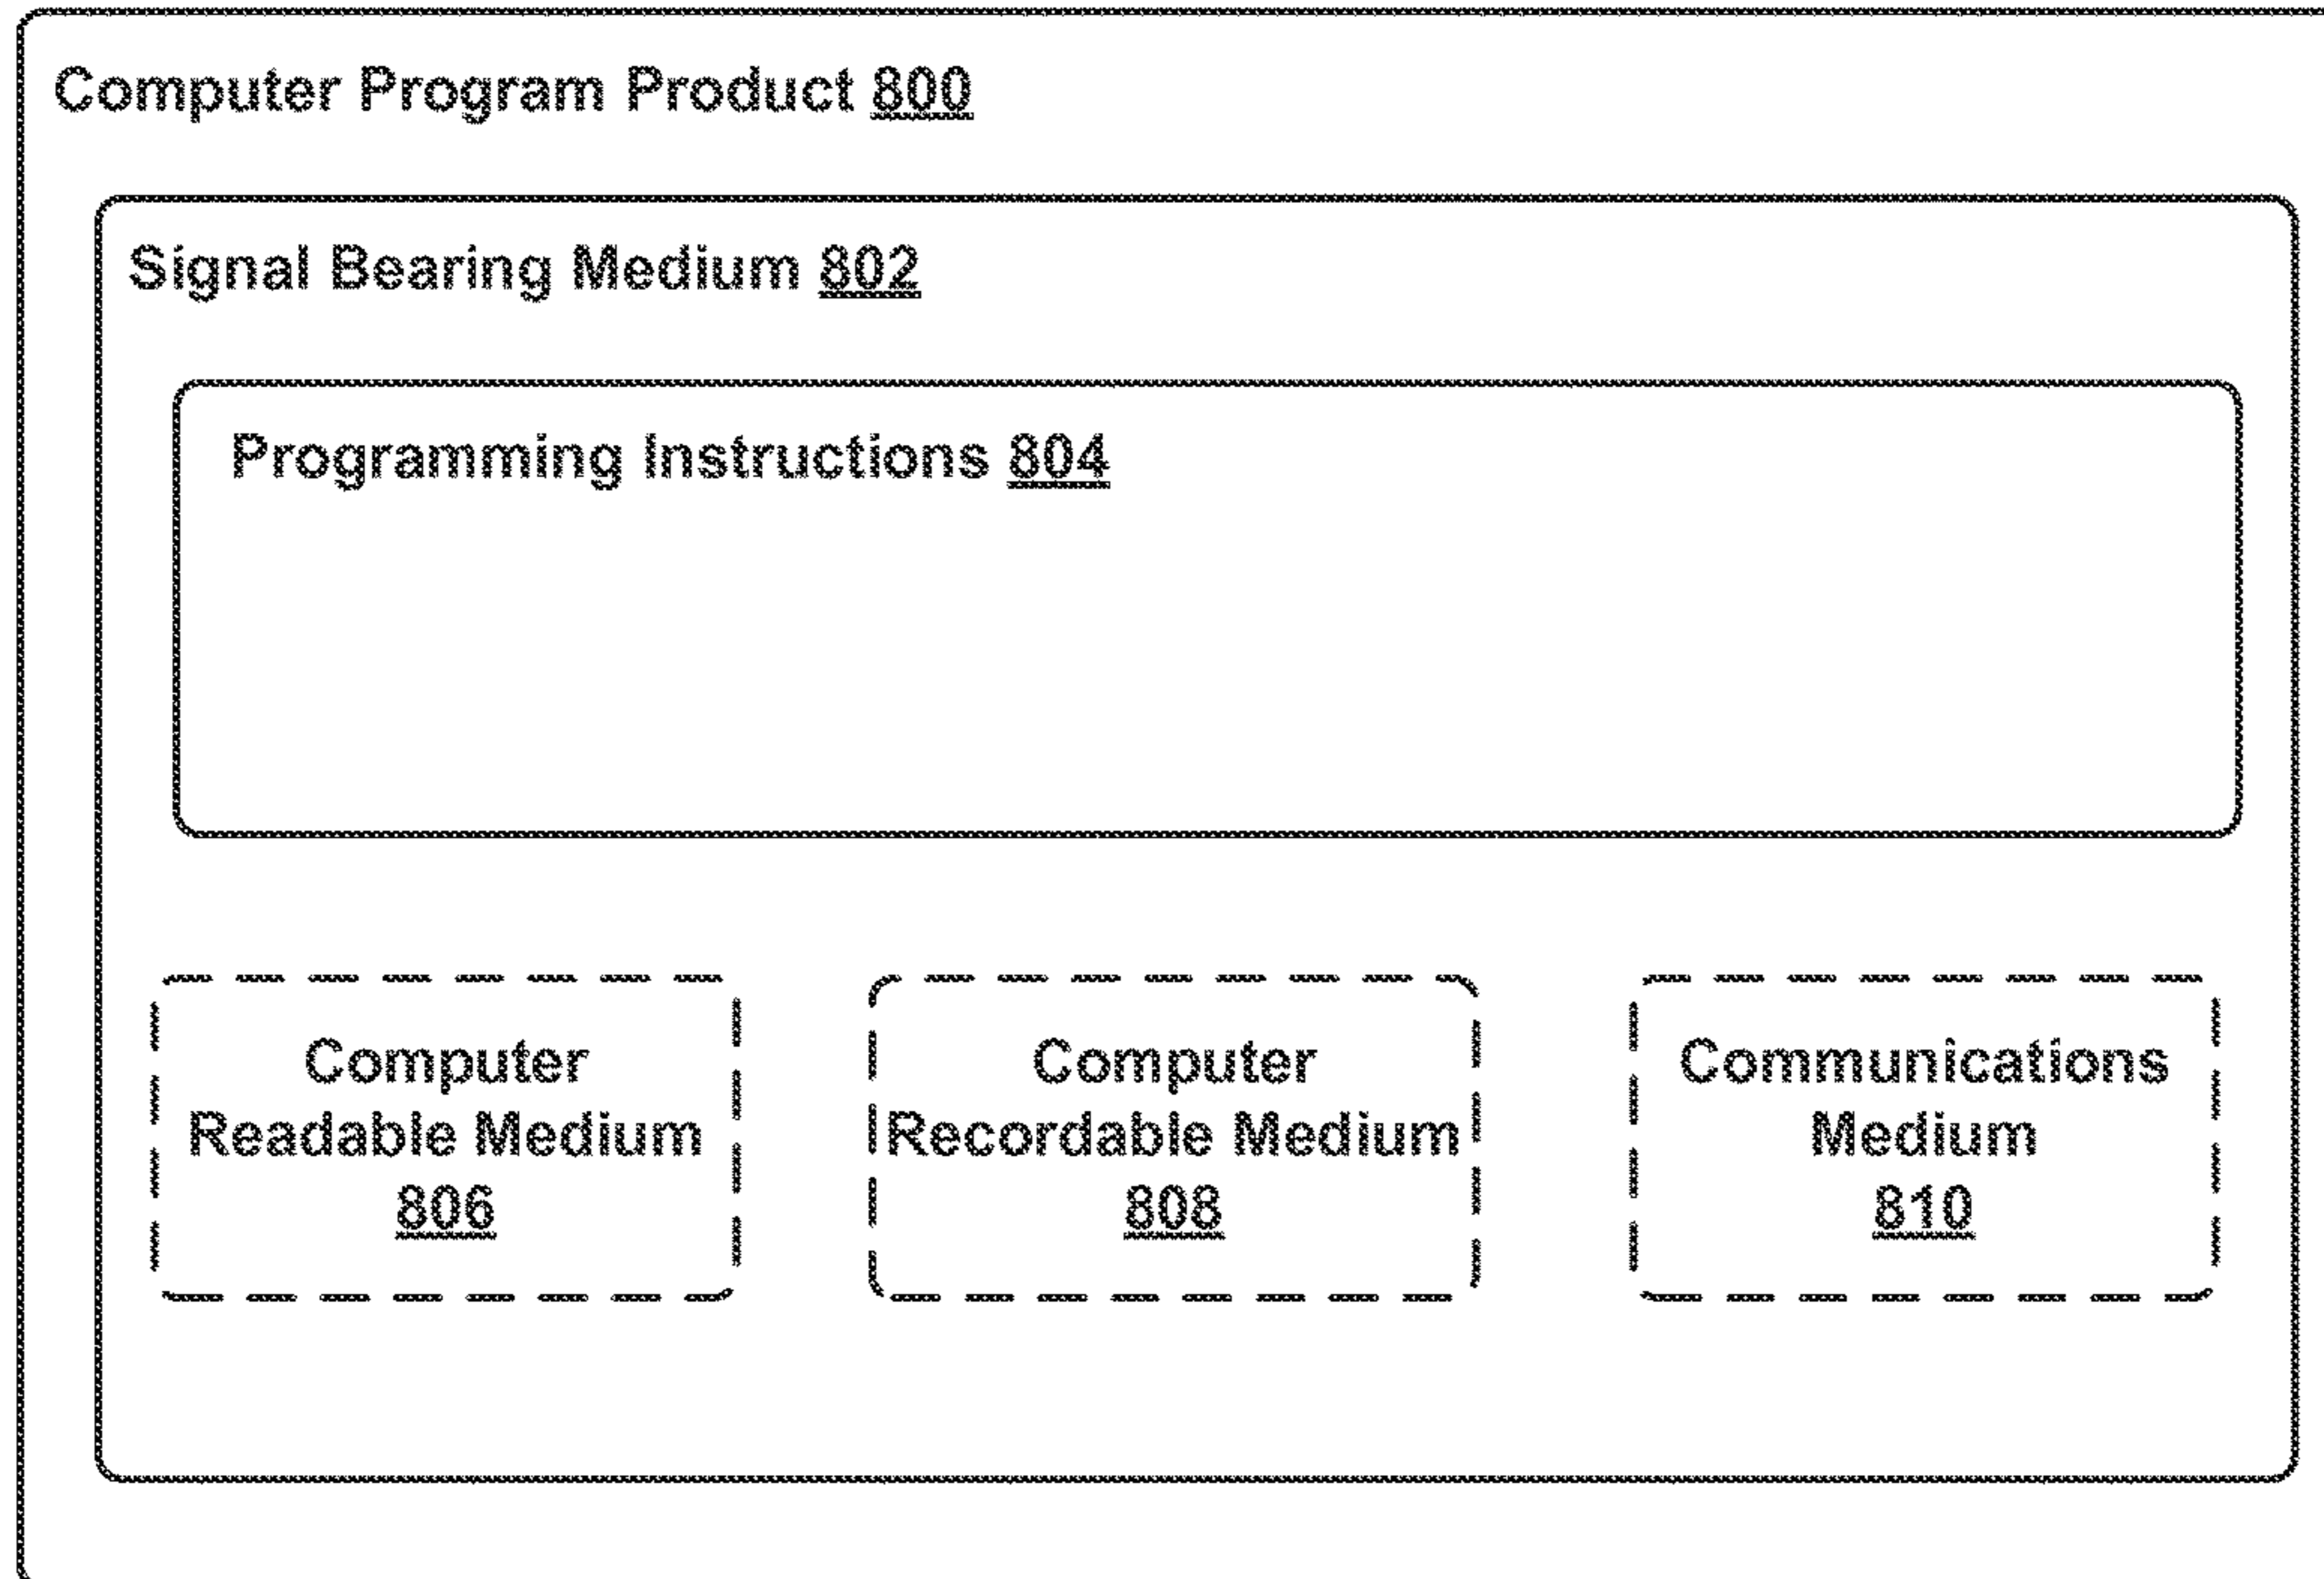 Computer Program Product 800
Signal Bearing Medium 802
Programming Instructions 804
Computer
Readable Medium
806
Computer
Recordable Medium
808
Communications
Medium
810